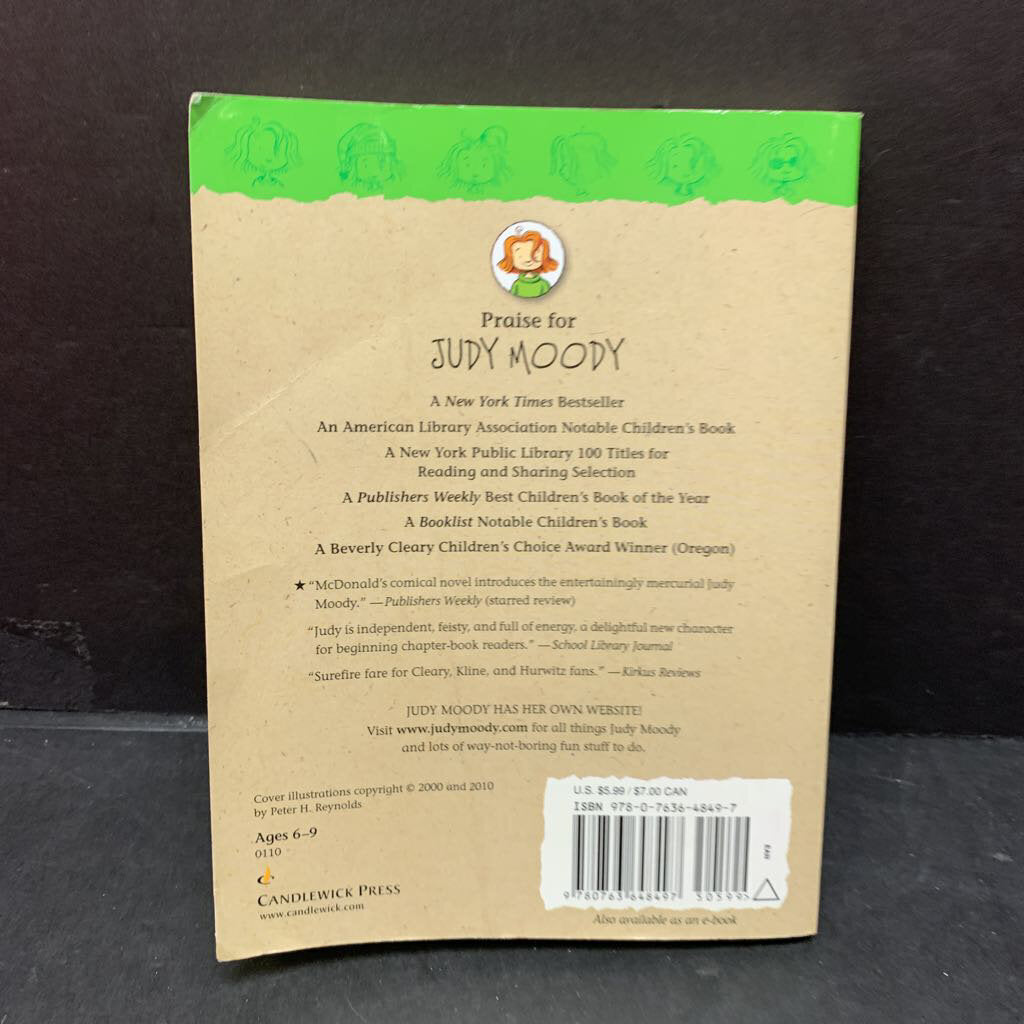 Praise for
JUDY MOODY
A New York Times Bestseller
An American Library Association Notable Children's Book
A New York Public Library 100 Titles for
Reading and Sharing Selection
A Publishers Weekly Best Children's Book of the Year
A Booklist Notable Children's Book
A Beverly Cleary Children's Choice Award Winner (Oregon)
★ “McDonald's comical novel introduces the entertainingly mercurial Judy
Moody.” —Publishers Weekly (starred review)
“Judy is independent, feisty, and full of energy, a delightful new character
for beginning chapter-book readers.” —School Library Journal
“Surefire fare for Cleary, Kline, and Hurwitz fans.” —Kirkus Reviews
JUDY MOODY HAS HER OWN WEBSITE!
Visit www.judymoody.com for all things Judy Moody
and lots of way-not-boring fun stuff to do.
Cover illustrations copyright © 2000 and 2010
by Peter H. Reynolds
Ages 6–9
0110
CANDLEWICK PRESS
www.candlewick.com
U.S. $5.99 / $7.00 CAN
ISBN 978-0-7636-4849-7
EAN
9 780763 648497 50599>
Also available as an e-book